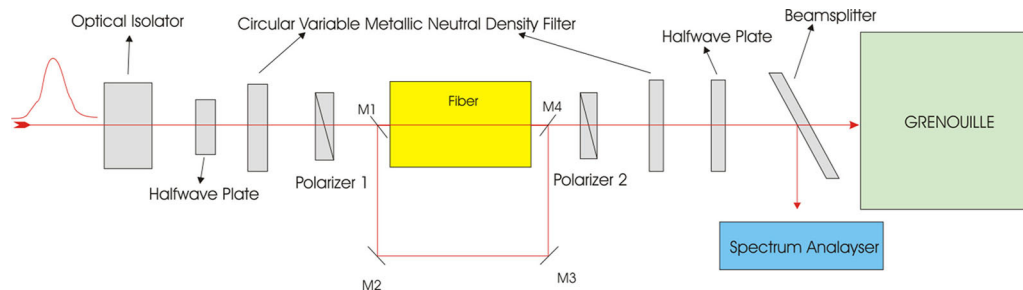 Optical Isolator
Circular Variable Metallic Neutral Density Filter
Beamsplitter
Halfwave Plate
M1
Fiber
M4
GRENOUILLE
Halfwave Plate
Polarizer 1
Polarizer 2
M2
M3
Spectrum Analayser